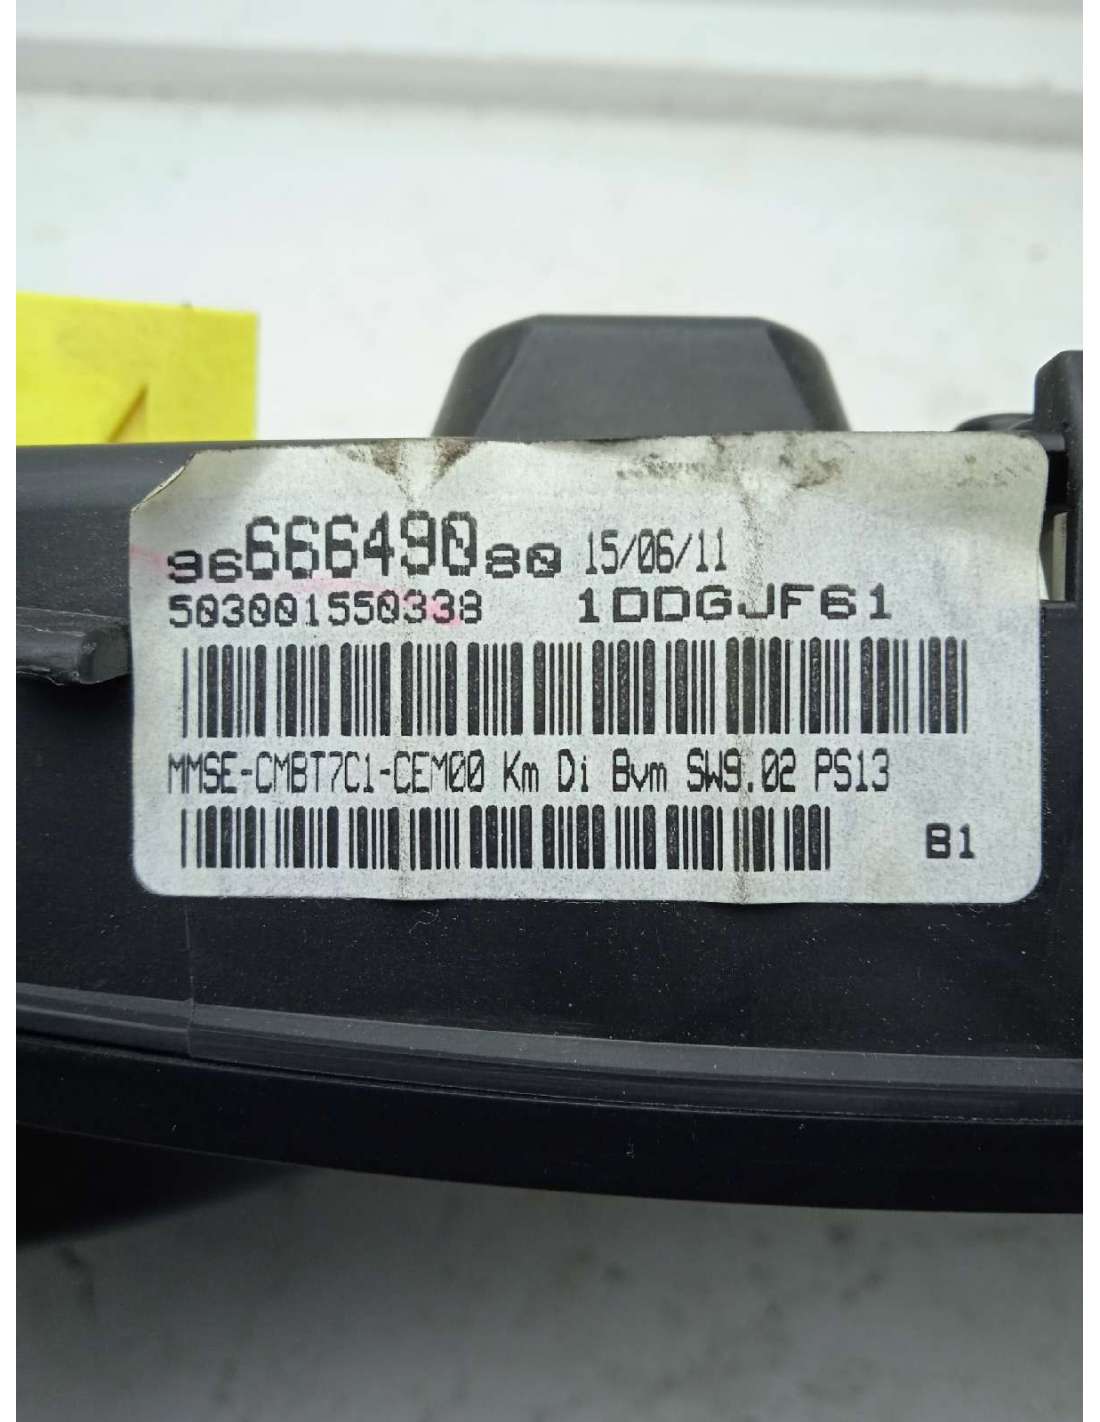 9666649080 15/06/11
503001550338 1DDGJF61
MMSE-CMBT7C1-CEM00 Km Di Bvm SW9.02 PS13
B1